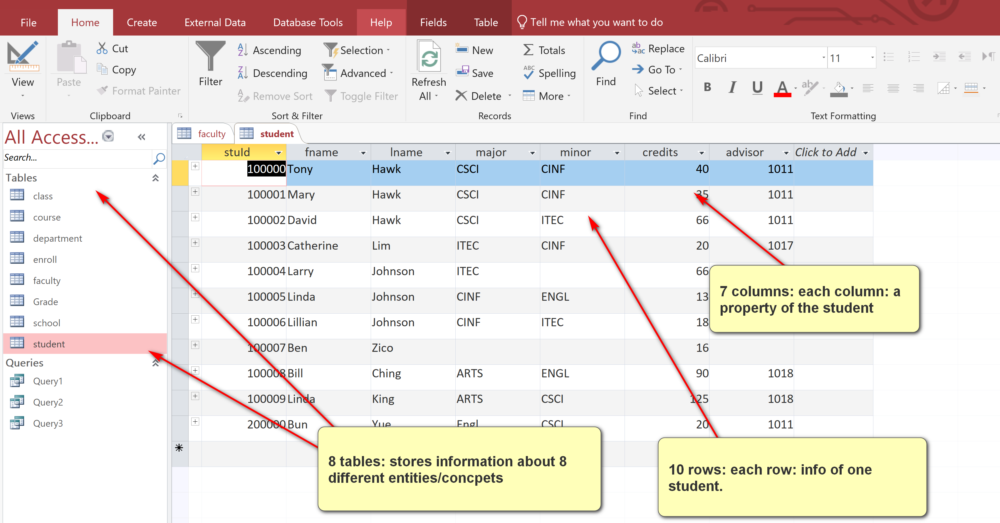 File Home Create External Data Database Tools Help Fields Table Tell me what you want to do
View
Views
Paste
Cut
Copy
Format Painter
Clipboard
Filter
Ascending
Descending
Remove Sort
Selection
Advanced
Toggle Filter
Sort & Filter
Refresh
All
New
Save
Delete
Totals
Spelling
More
Records
Find
Replace
Go To
Select
Find
Calibri 11
B I U A
Text Formatting
All Access...
Search...
Tables
class
course
department
enroll
faculty
Grade
school
student
Queries
Query1
Query2
Query3
faculty student
stuId fname lname major minor credits advisor Click to Add
100000 Tony Hawk CSCI CINF 40 1011
100001 Mary Hawk CSCI CINF 35 1011
100002 David Hawk CSCI ITEC 66 1011
100003 Catherine Lim ITEC CINF 20 1017
100004 Larry Johnson ITEC 66
100005 Linda Johnson CINF ENGL 13
100006 Lillian Johnson CINF ITEC 18
100007 Ben Zico 16
100008 Bill Ching ARTS ENGL 90 1018
100009 Linda King ARTS CSCI 125 1018
200000 Bun Yue Engl CSCI 20 1011
7 columns: each column: a
property of the student
8 tables: stores information about 8
different entities/concpets
10 rows: each row: info of one
student.